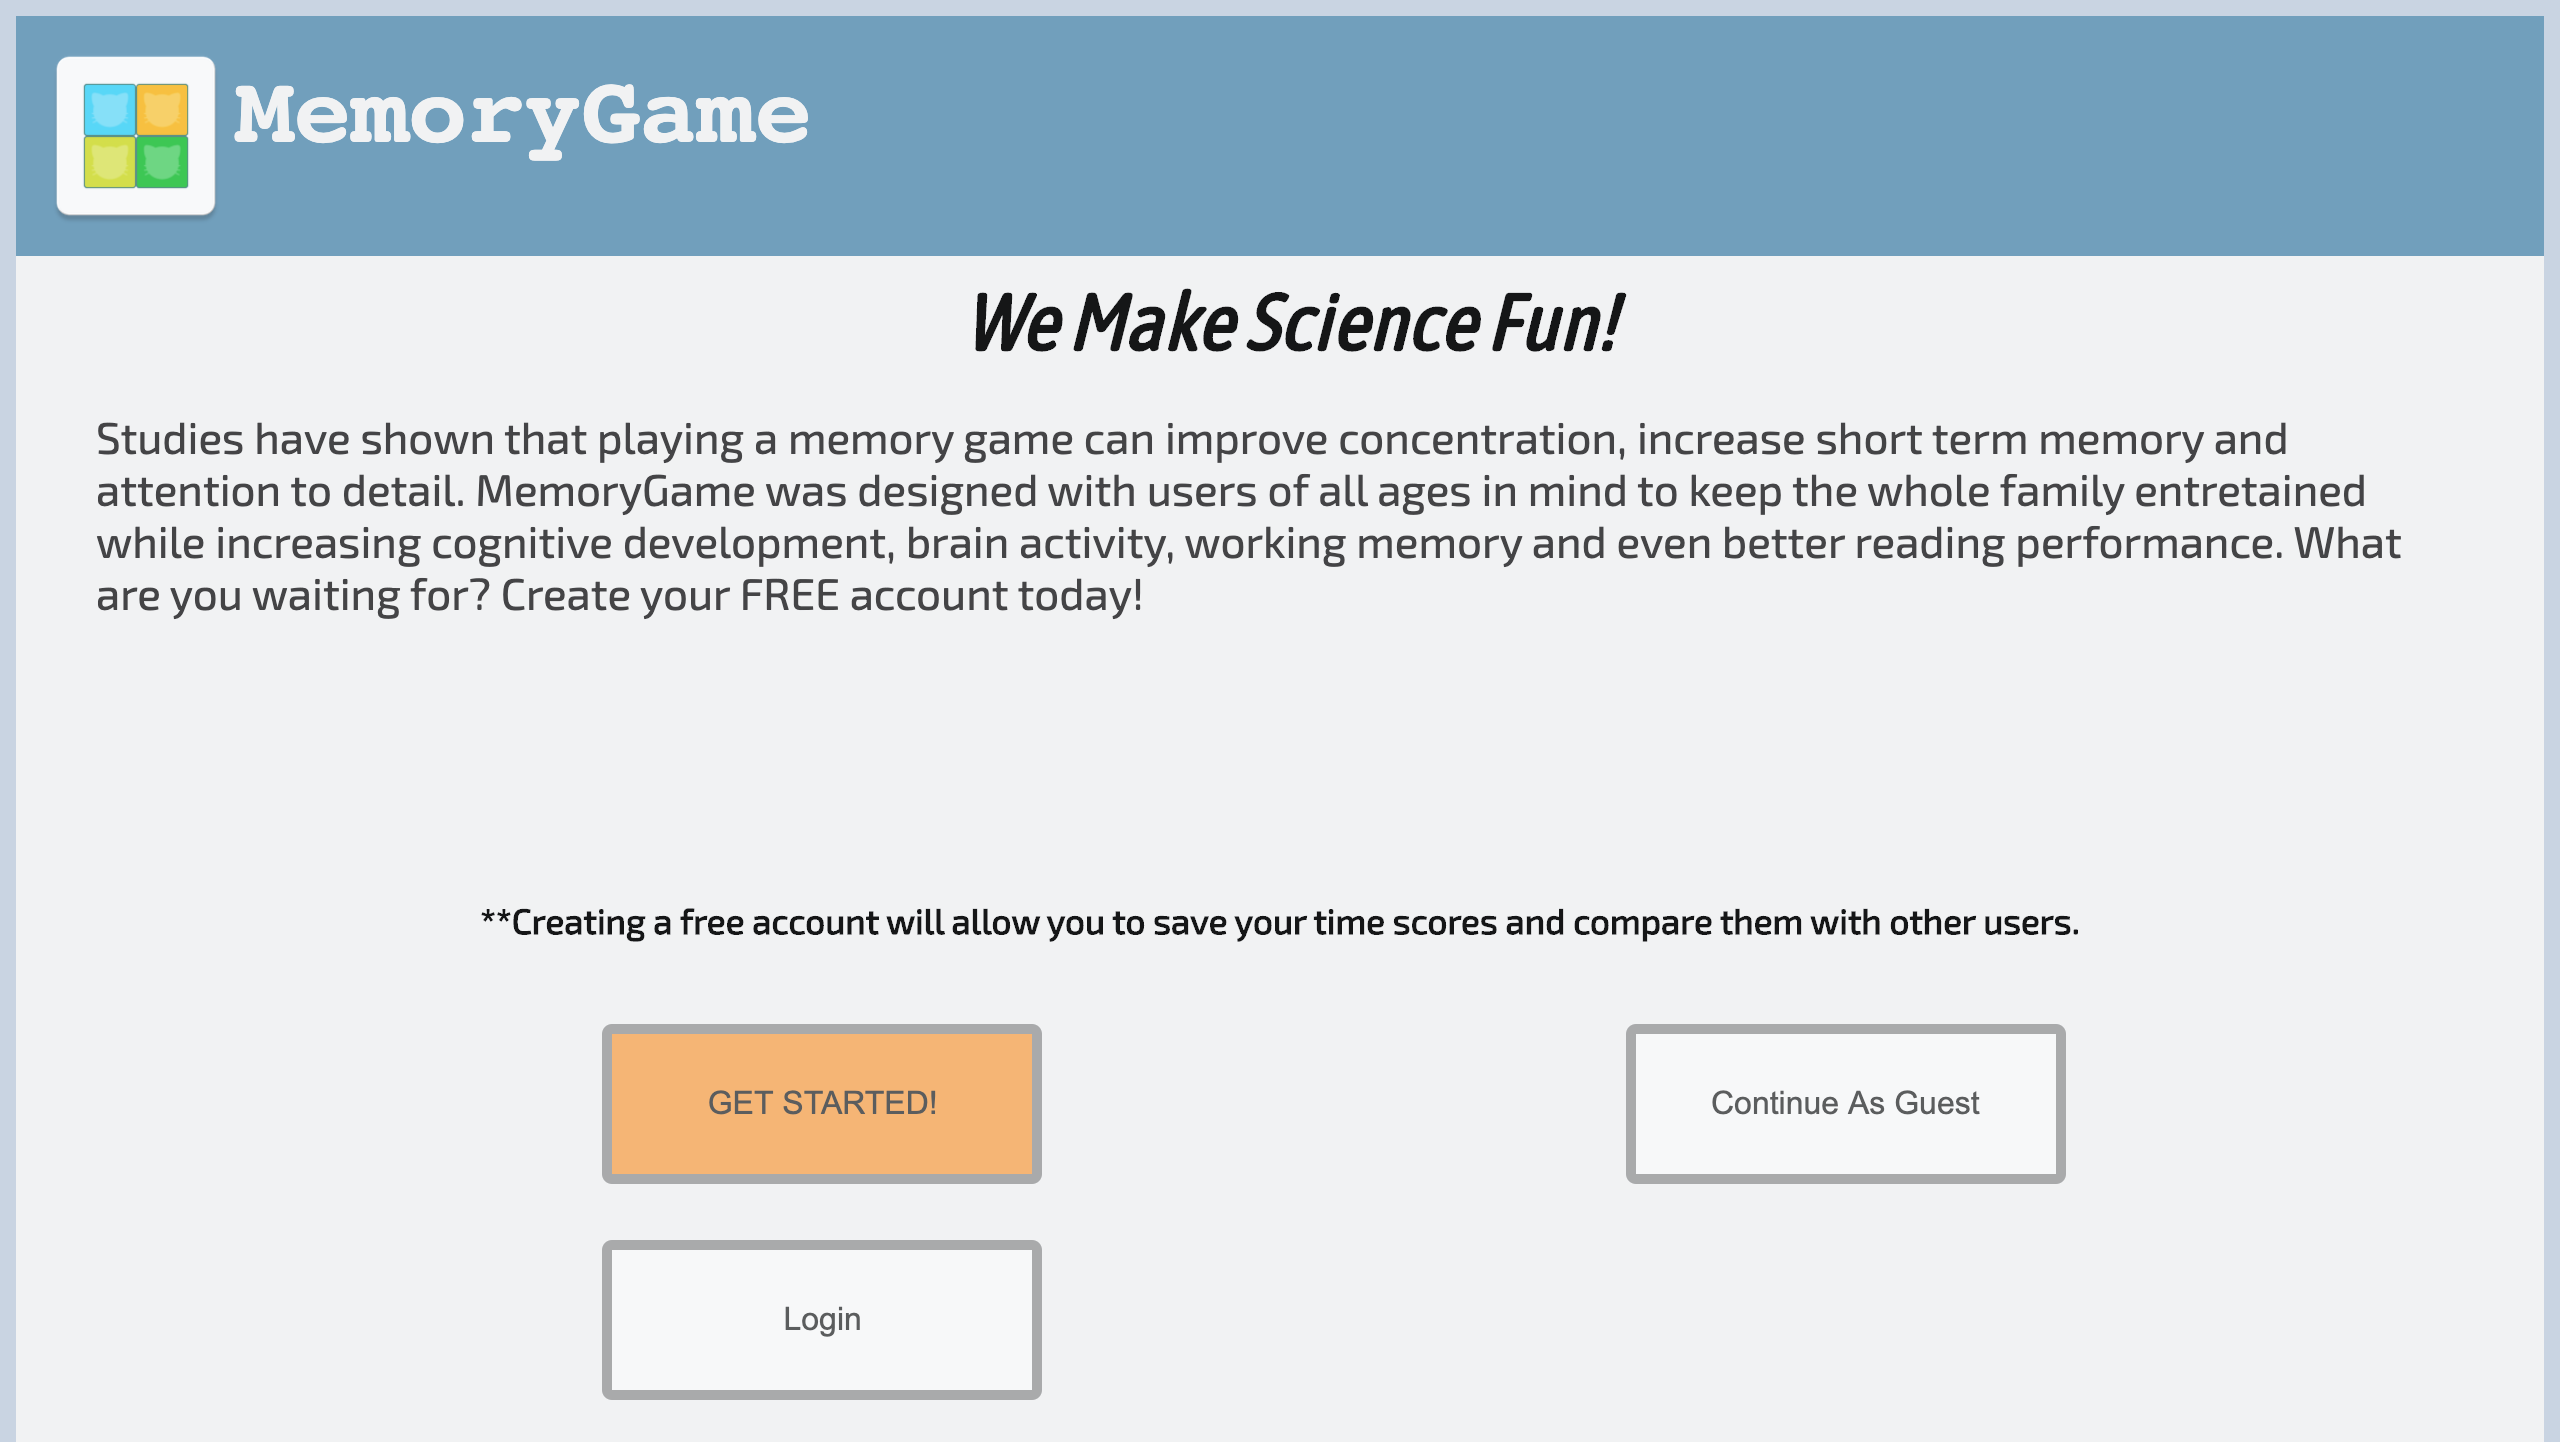 MemoryGame
We Make Science Fun!
Studies have shown that playing a memory game can improve concentration, increase short term memory and
attention to detail. MemoryGame was designed with users of all ages in mind to keep the whole family entretained
while increasing cognitive development, brain activity, working memory and even better reading performance. What
are you waiting for? Create your FREE account today!
**Creating a free account will allow you to save your time scores and compare them with other users.
GET STARTED!
Continue As Guest
Login